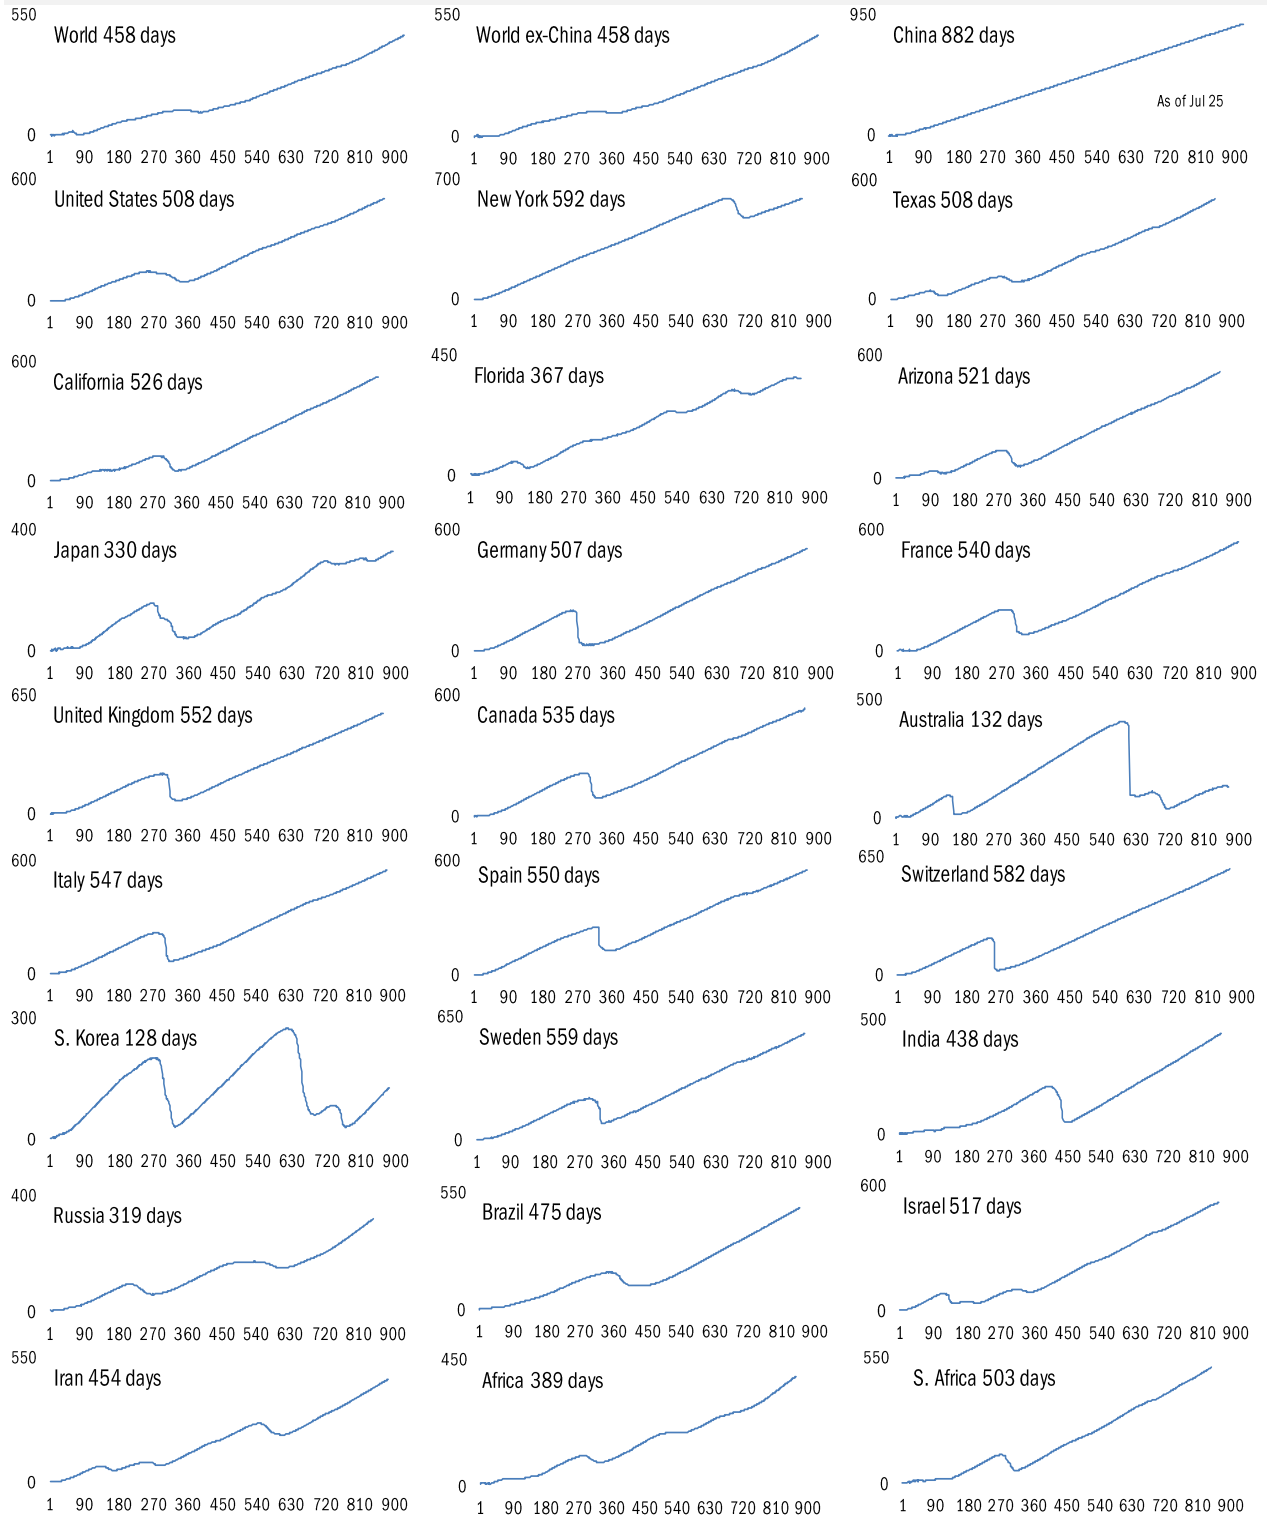 550 550 950
World 458 days World ex-China 458 days China 882 days
As of Jul 25
0 0 0
1 90 180 270 360 450 540 630 720 810 900 1 90 180 270 360 450 540 630 720 810 900 1 90 180 270 360 450 540 630 720 810 900
600 700 600
United States 508 days New York 592 days Texas 508 days
0 0 0
1 90 180 270 360 450 540 630 720 810 900 1 90 180 270 360 450 540 630 720 810 900 1 90 180 270 360 450 540 630 720 810 900
600 450 600
California 526 days Florida 367 days Arizona 521 days
0 0 0
1 90 180 270 360 450 540 630 720 810 900 1 90 180 270 360 450 540 630 720 810 900 1 90 180 270 360 450 540 630 720 810 900
400 600 600
Japan 330 days Germany 507 days France 540 days
0 0 0
1 90 180 270 360 450 540 630 720 810 900 1 90 180 270 360 450 540 630 720 810 900 1 90 180 270 360 450 540 630 720 810 900
650 600 500
United Kingdom 552 days Canada 535 days Australia 132 days
0 0 0
1 90 180 270 360 450 540 630 720 810 900 1 90 180 270 360 450 540 630 720 810 900 1 90 180 270 360 450 540 630 720 810 900
600 600 650
Italy 547 days Spain 550 days Switzerland 582 days
0 0 0
1 90 180 270 360 450 540 630 720 810 900 1 90 180 270 360 450 540 630 720 810 900 1 90 180 270 360 450 540 630 720 810 900
300 650 500
S. Korea 128 days Sweden 559 days India 438 days
0 0 0
1 90 180 270 360 450 540 630 720 810 900 1 90 180 270 360 450 540 630 720 810 900 1 90 180 270 360 450 540 630 720 810 900
400 550 600
Russia 319 days Brazil 475 days Israel 517 days
0 0 0
1 90 180 270 360 450 540 630 720 810 900 1 90 180 270 360 450 540 630 720 810 900 1 90 180 270 360 450 540 630 720 810 900
550 450 550
Iran 454 days Africa 389 days S. Africa 503 days
0 0 0
1 90 180 270 360 450 540 630 720 810 900 1 90 180 270 360 450 540 630 720 810 900 1 90 180 270 360 450 540 630 720 810 900